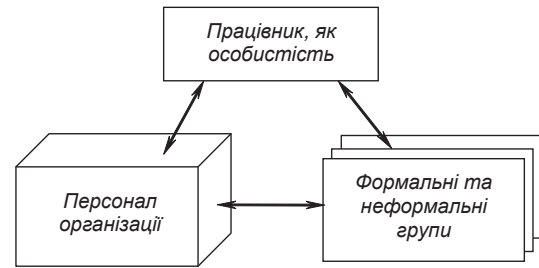 Працівник, як
особистість
Персонал
організації
Формальні та
неформальні
групи